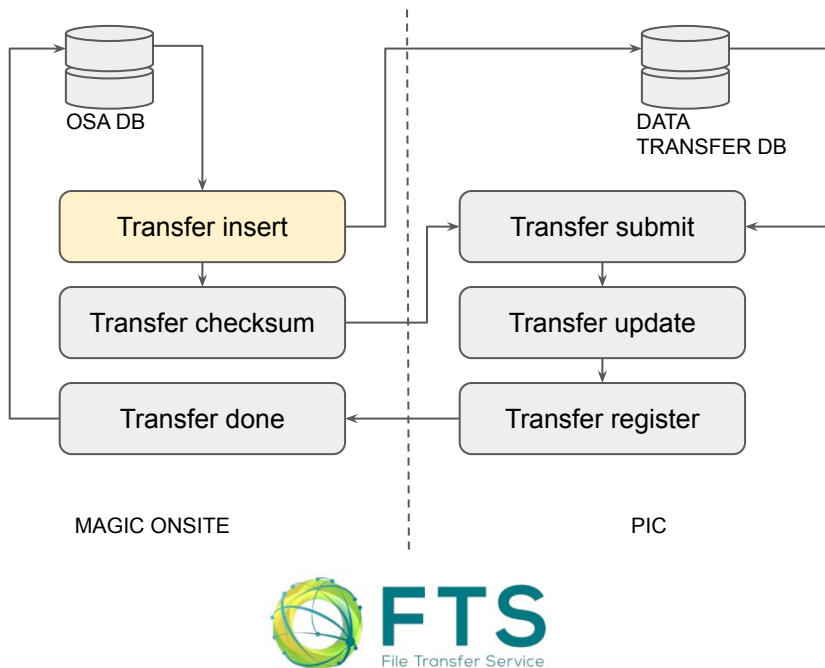 OSA DB
DATA
TRANSFER DB
Transfer insert
Transfer submit
Transfer checksum
Transfer update
Transfer done
Transfer register
MAGIC ONSITE
PIC
FTS
File Transfer Service